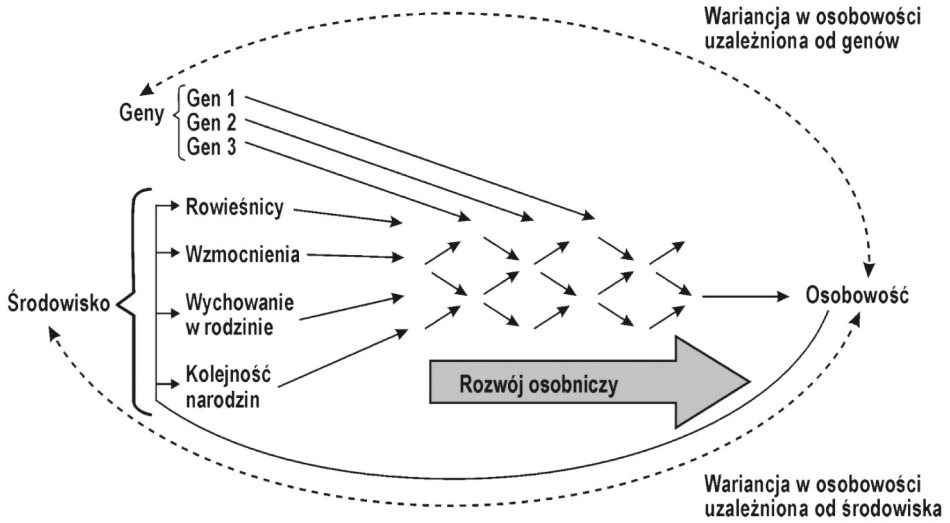 Wariancja w osobowości
uzależniona od genów
Geny
Gen 1
Gen 2
Gen 3
Rowieśnicy
Wzmocnienia
Środowisko
Wychowanie
w rodzinie
Osobowość
Kolejność
narodzin
Rozwój osobniczy
Wariancja w osobowości
uzależniona od środowiska